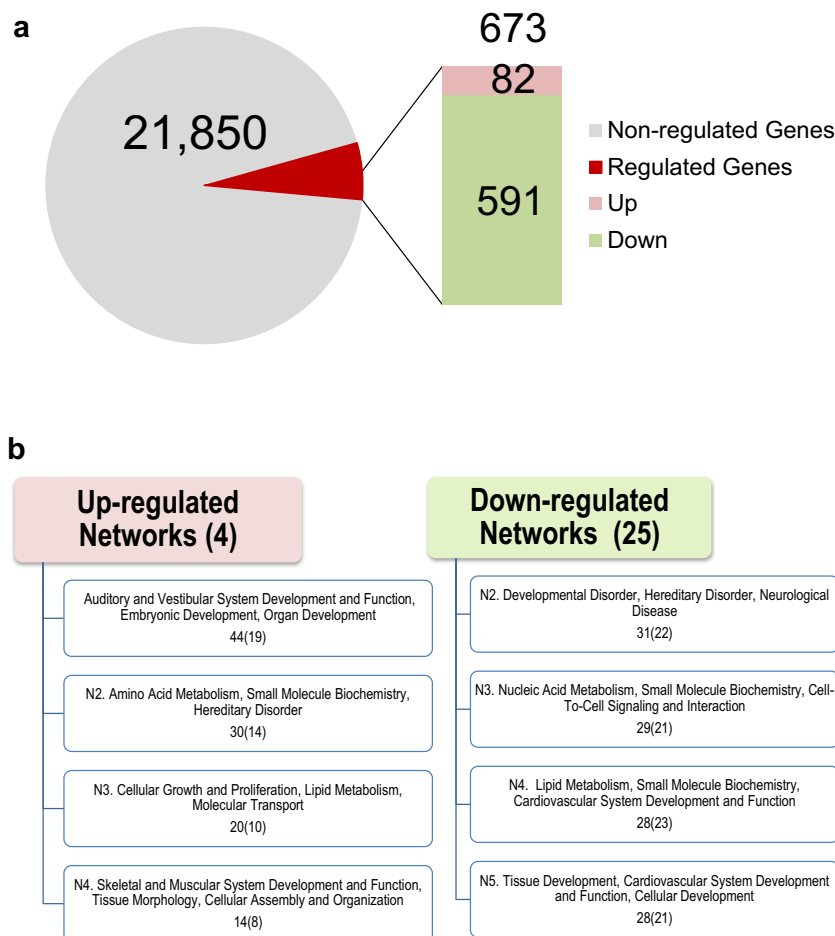 a
673
82
21,850
591
Non-regulated Genes
Regulated Genes
Up
Down
b
Up-regulated
Networks (4)
Auditory and Vestibular System Development and Function,
Embryonic Development, Organ Development
44(19)
N2. Amino Acid Metabolism, Small Molecule Biochemistry,
Hereditary Disorder
30(14)
N3. Cellular Growth and Proliferation, Lipid Metabolism,
Molecular Transport
20(10)
N4. Skeletal and Muscular System Development and Function,
Tissue Morphology, Cellular Assembly and Organization
14(8)
Down-regulated
Networks (25)
N2. Developmental Disorder, Hereditary Disorder, Neurological
Disease
31(22)
N3. Nucleic Acid Metabolism, Small Molecule Biochemistry, Cell-
To-Cell Signaling and Interaction
29(21)
N4. Lipid Metabolism, Small Molecule Biochemistry,
Cardiovascular System Development and Function
28(23)
N5. Tissue Development, Cardiovascular System Development
and Function, Cellular Development
28(21)